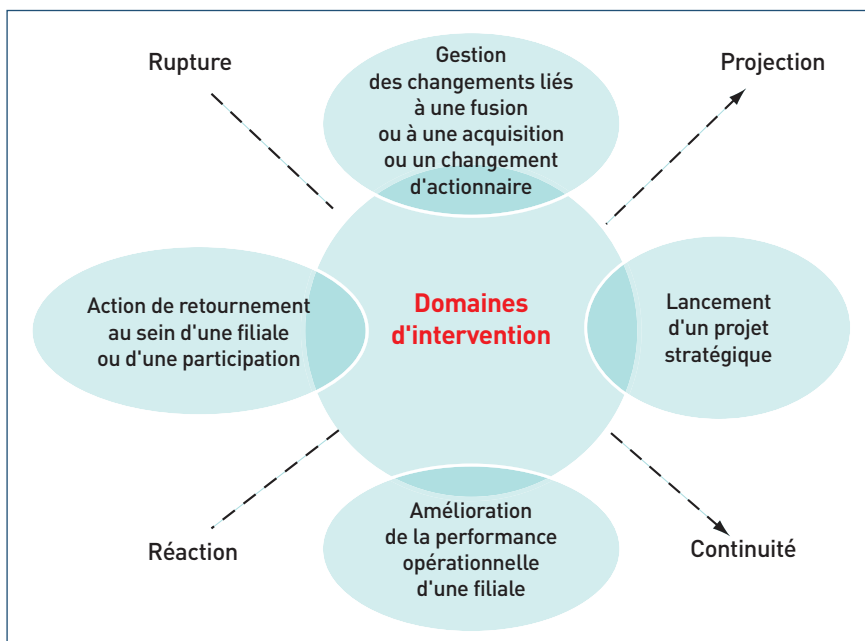 Rupture
Gestion
des changements liés
à une fusion
ou à une acquisition
ou un changement
d'actionnaire
Projection
Action de retournement
au sein d'une filiale
ou d'une participation
Domaines
d'intervention
Lancement
d'un projet
stratégique
Réaction
Amélioration
de la performance
opérationnelle
d'une filiale
Continuité